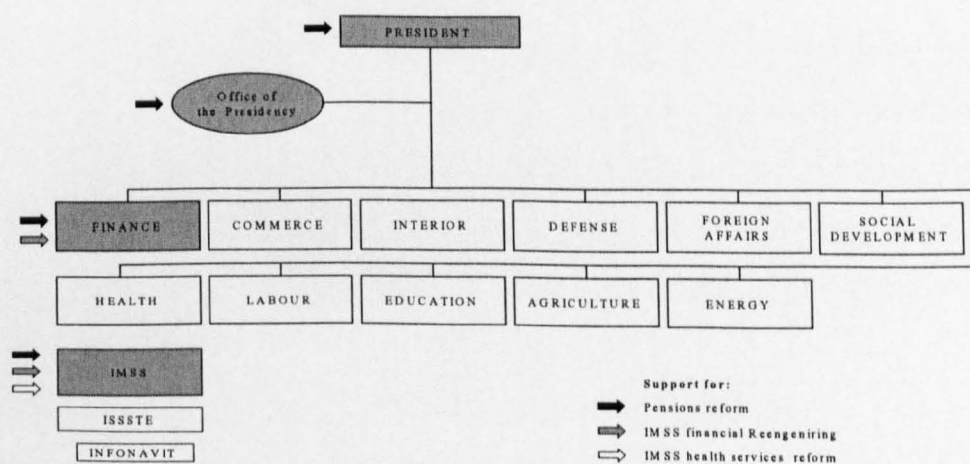 PRESIDENT
Office of
the Presidency
FINANCE
COMMERCE
INTERIOR
DEFENSE
FOREIGN
AFFAIRS
SOCIAL
DEVELOPMENT
HEALTH
LABOUR
EDUCATION
AGRICULTURE
ENERGY
IMSS
ISSSTE
INFONAVIT
Support for:
Pensions reform
IMSS financial Reengeniring
IMSS health services reform